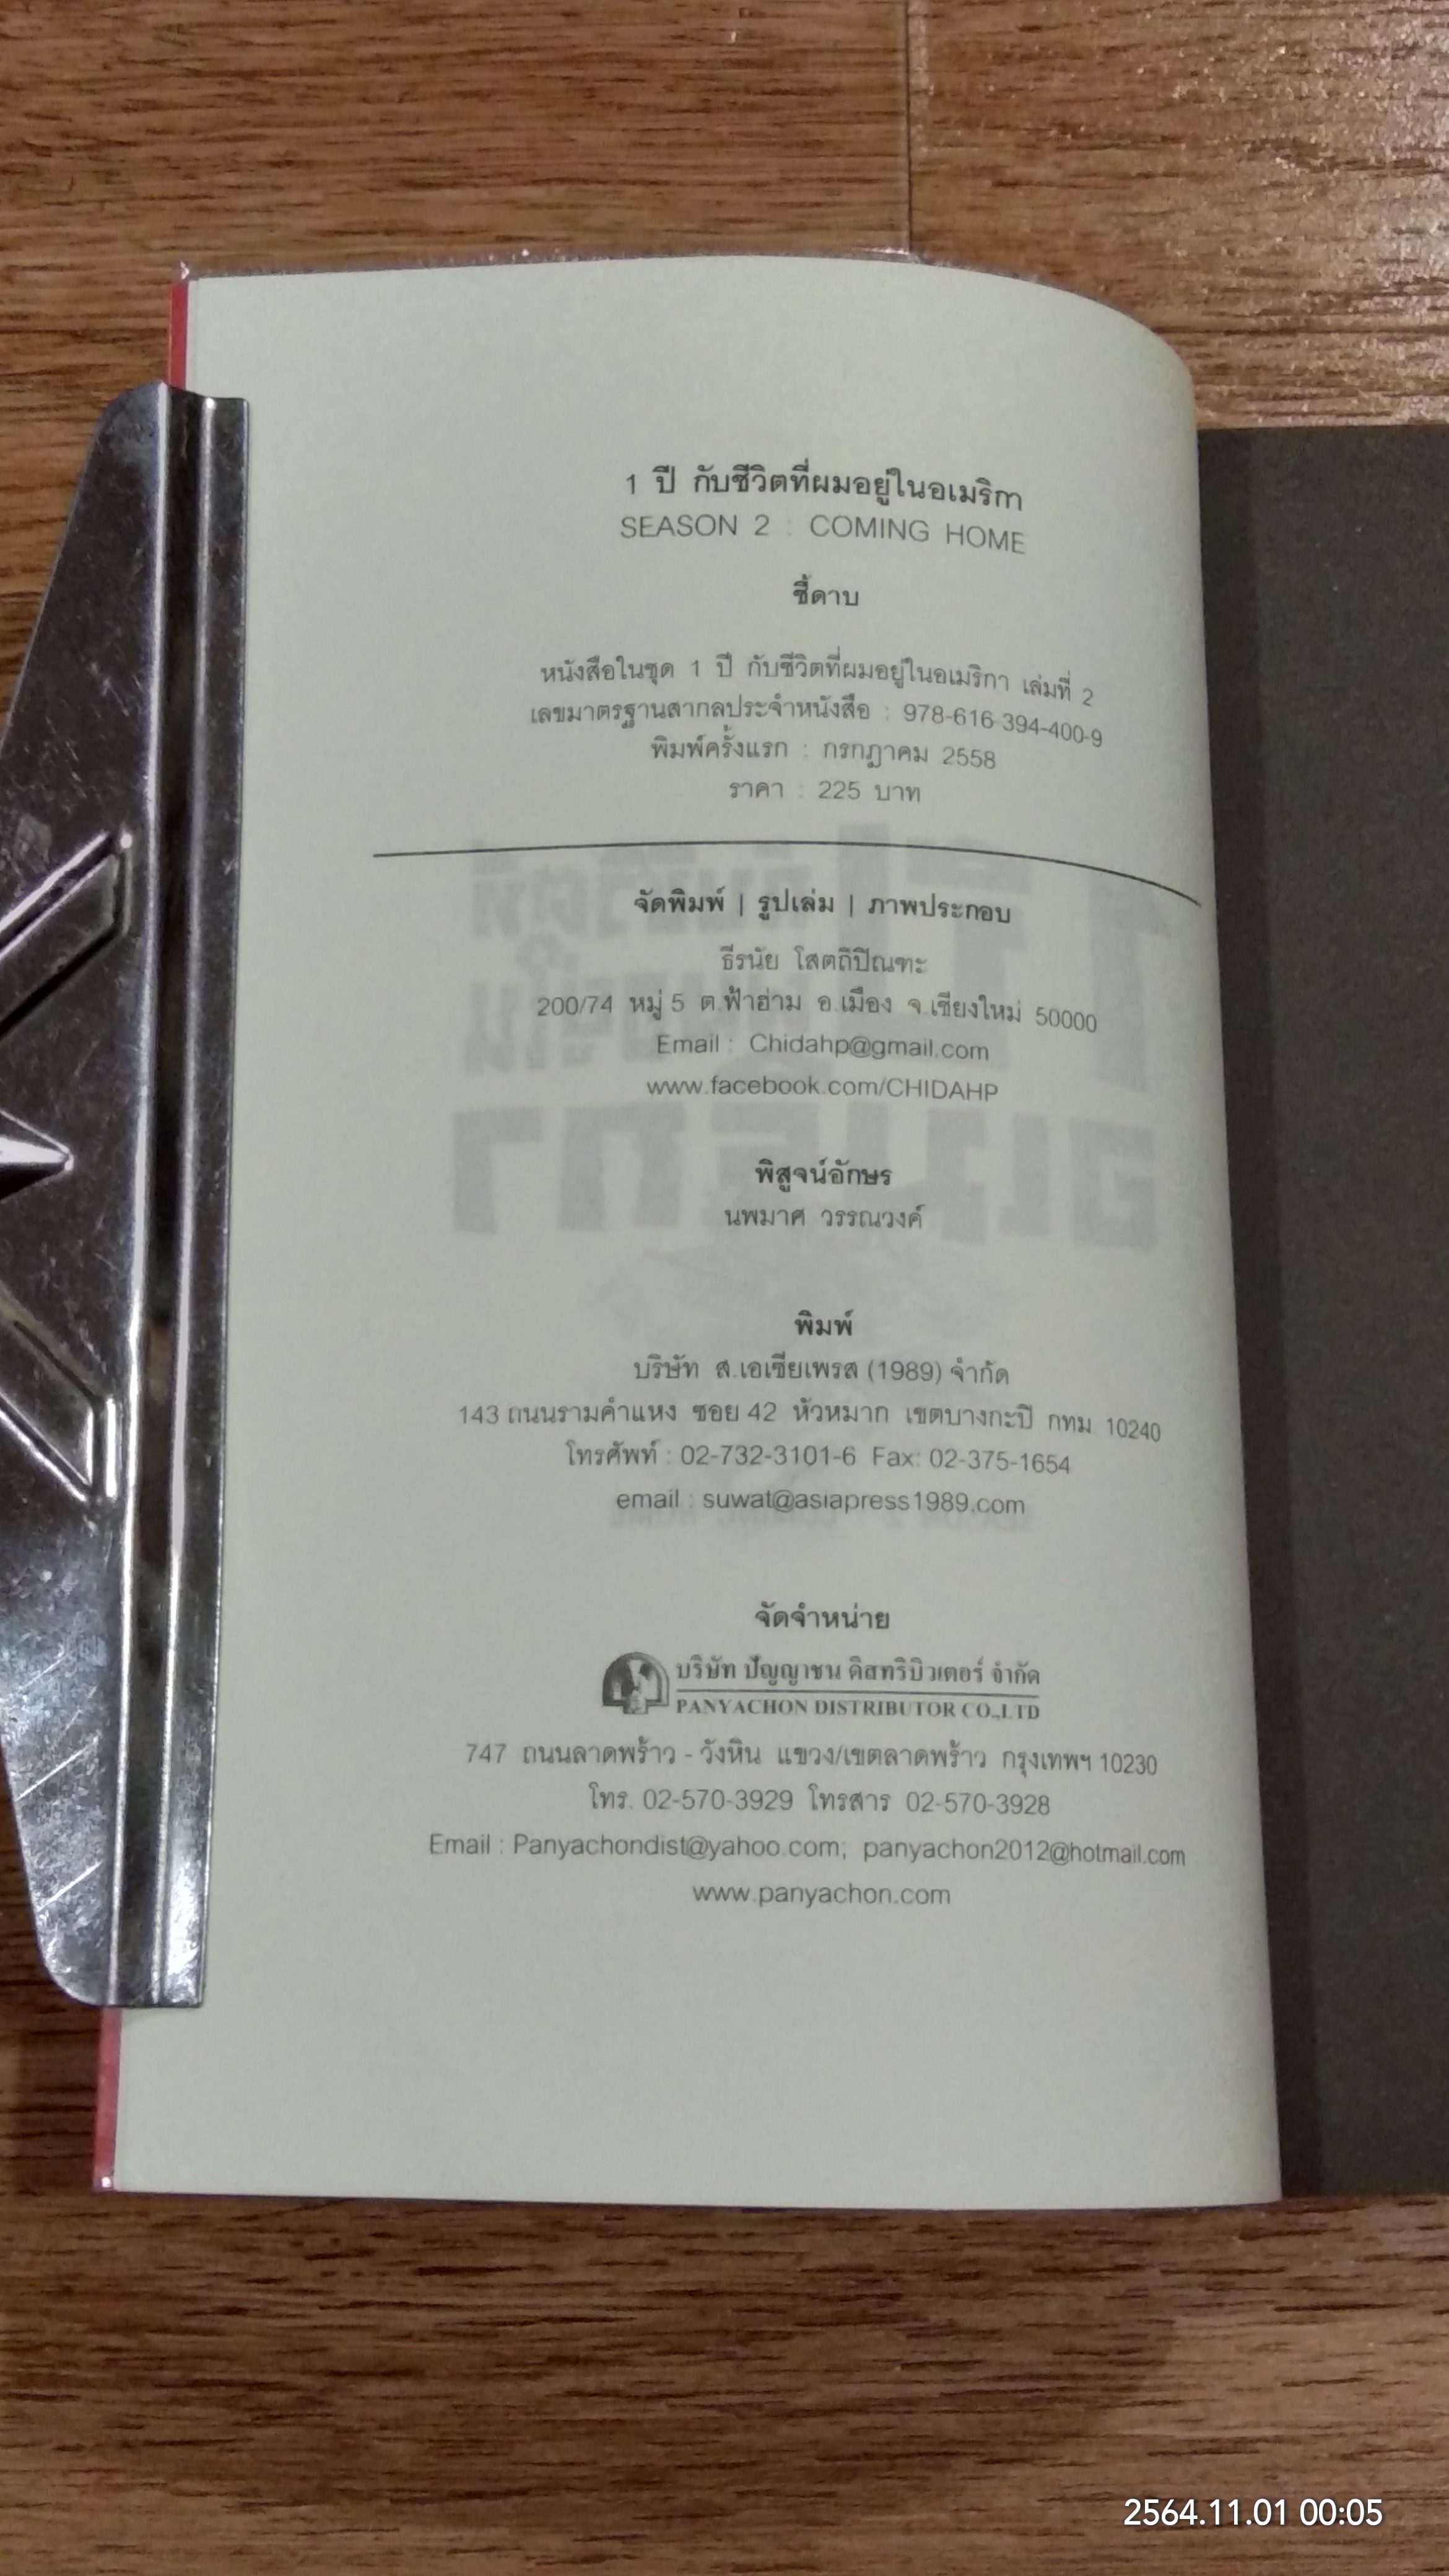 1 ปี กับชีวิตที่ผมอยู่ในอเมริกา
SEASON 2 : COMING HOME
ชี้ดาบ
หนังสือในชุด 1 ปี กับชีวิตที่ผมอยู่ในอเมริกา เล่มที่ 2
เลขมาตรฐานสากลประจำหนังสือ : 978-616-394-400-9
พิมพ์ครั้งแรก : กรกฎาคม 2558
ราคา : 225 บาท
จัดพิมพ์ | รูปเล่ม | ภาพประกอบ
ธีรนัย โสตถิปิณฑะ
200/74 หมู่ 5 ต.ฟ้าฮ่าม อ.เมือง จ.เชียงใหม่ 50000
Email : Chidahp@gmail.com
www.facebook.com/CHIDAHP
พิสูจน์อักษร
นพมาศ วรรณวงค์
พิมพ์
บริษัท ส.เอเซียเพรส (1989) จำกัด
143 ถนนรามคำแหง ซอย 42 หัวหมาก เขตบางกะปิ กทม. 10240
โทรศัพท์ : 02-732-3101-6 Fax: 02-375-1654
email : suwat@asiapress1989.com
จัดจำหน่าย
บริษัท ปัญญาชน ดิสทริบิวเตอร์ จำกัด
PANYACHON DISTRIBUTOR CO.,LTD
747 ถนนลาดพร้าว - วังหิน แขวง/เขตลาดพร้าว กรุงเทพฯ 10230
โทร. 02-570-3929 โทรสาร 02-570-3928
Email : Panyachondist@yahoo.com; panyachon2012@hotmail.com
www.panyachon.com
2564.11.01 00:05